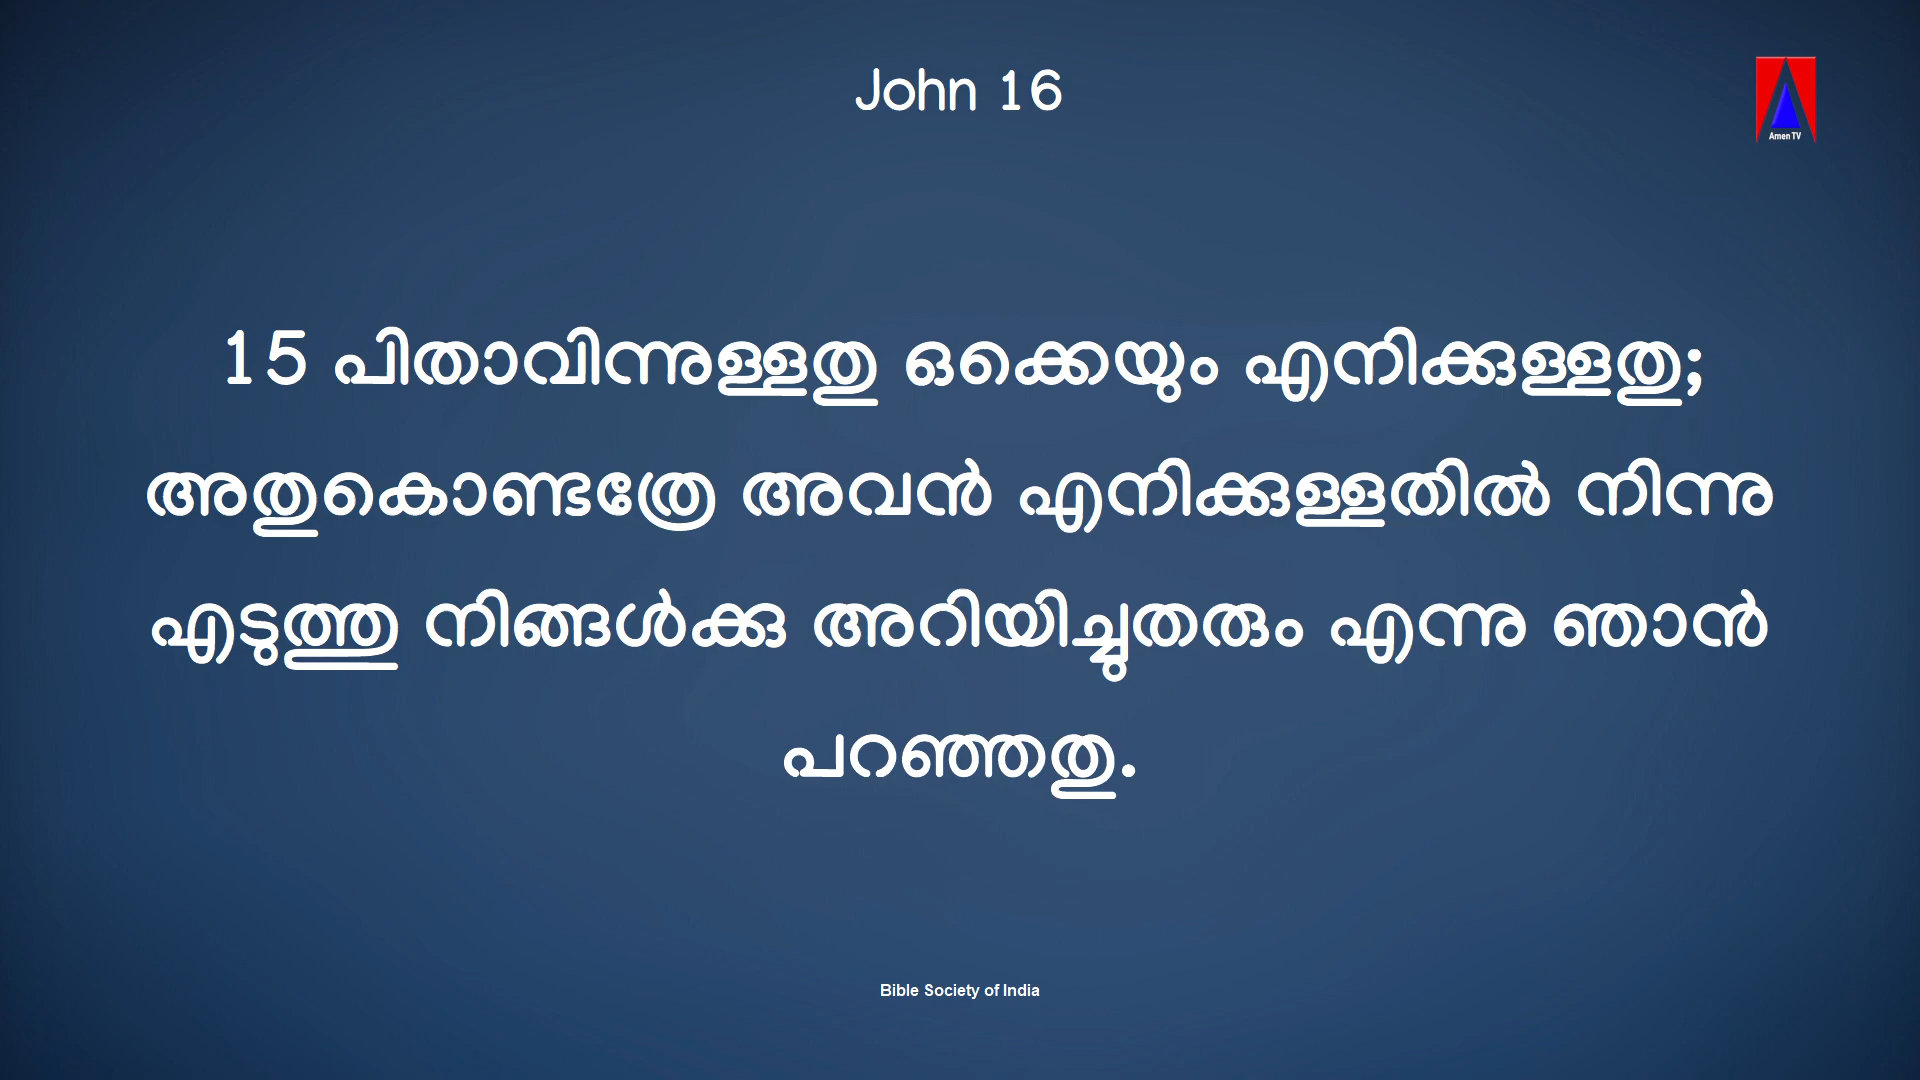 John 16
Amen TV
15 പിതാവിന്നുള്ളതു ഒക്കെയും എനിക്കുള്ളതു;
അതുകൊണ്ടത്രേ അവൻ എനിക്കുള്ളതിൽ നിന്നു
എടുത്തു നിങ്ങൾക്കു അറിയിച്ചുതരും എന്നു ഞാൻ
പറഞ്ഞതു.
Bible Society of India